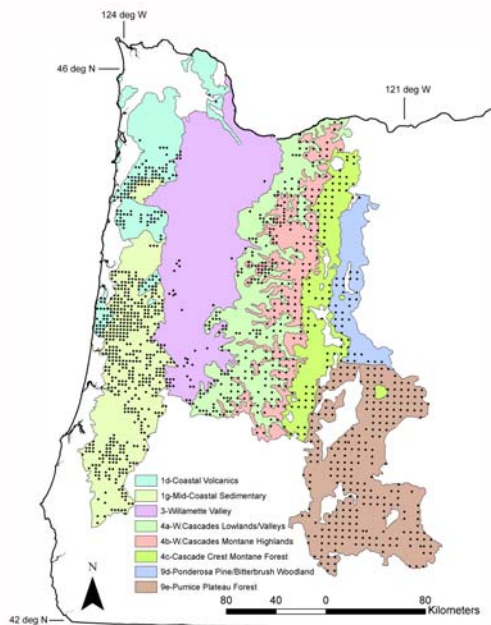 124 deg W
46 deg N
121 deg W
1d-Coastal Volcanics
1g-Mid-Coastal Sedimentary
3-Willamette Valley
4a-W.Cascades Lowlands/Valleys
4b-W.Cascades Montane Highlands
4c-Cascade Crest Montane Forest
9d-Ponderosa Pine/Bitterbrush Woodland
9e-Pumice Plateau Forest
N
42 deg N
80 40 0 80
Kilometers